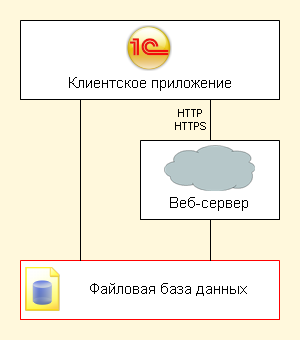 1С
Клиентское приложение
HTTP
HTTPS
Веб-сервер
Файловая база данных